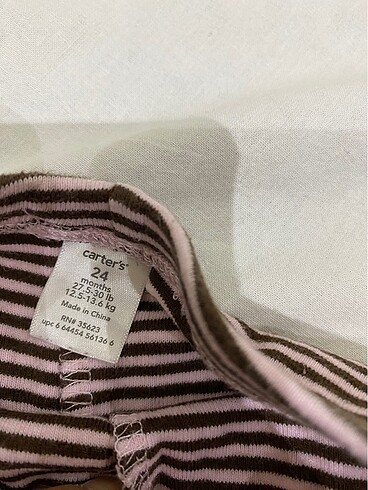 carter's
24
months
27.5-30 lb
12.5-13.6 kg
Made in China
RN# 35623
upc 6 64454 56136 6